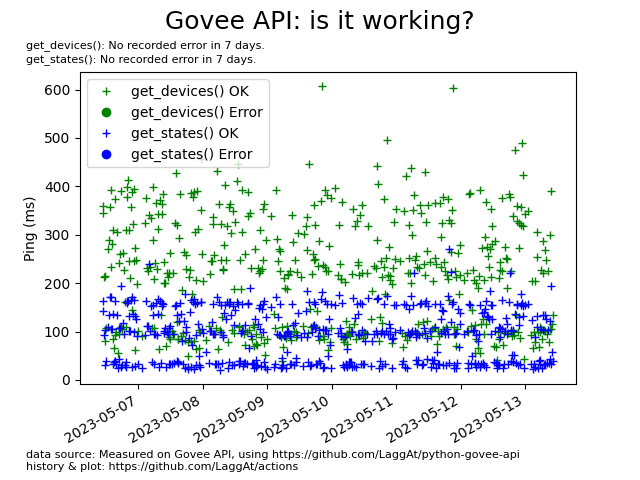 Govee API: is it working?
get_devices(): No recorded error in 7 days.
get_states(): No recorded error in 7 days.
get_devices() OK
get_devices() Error
get_states() OK
get_states() Error
Ping (ms)
600
500
400
300
200
100
0
2023-05-07
2023-05-08
2023-05-09
2023-05-10
2023-05-11
2023-05-12
2023-05-13
data source: Measured on Govee API, using https://github.com/LaggAt/python-govee-api
history & plot: https://github.com/LaggAt/actions